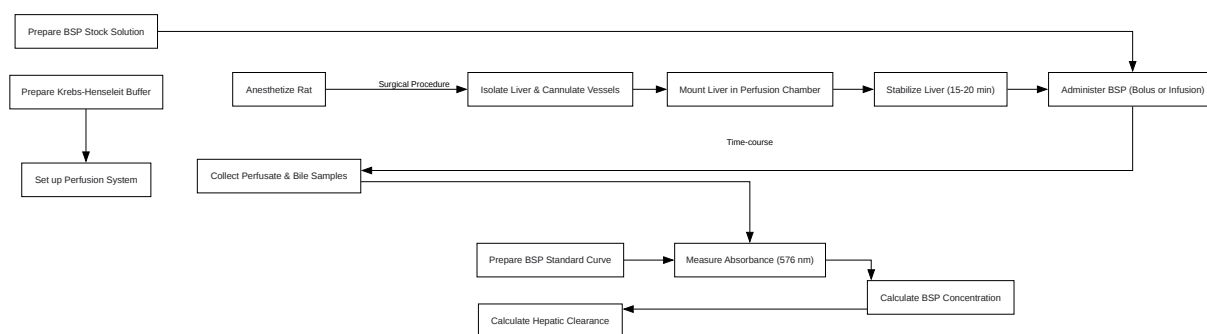 Prepare BSP Stock Solution
Prepare Krebs-Henseleit Buffer
Anesthetize Rat
Surgical Procedure
Isolate Liver & Cannulate Vessels
Mount Liver in Perfusion Chamber
Stabilize Liver (15-20 min)
Administer BSP (Bolus or Infusion)
Time-course
Set up Perfusion System
Collect Perfusate & Bile Samples
Prepare BSP Standard Curve
Measure Absorbance (576 nm)
Calculate BSP Concentration
Calculate Hepatic Clearance